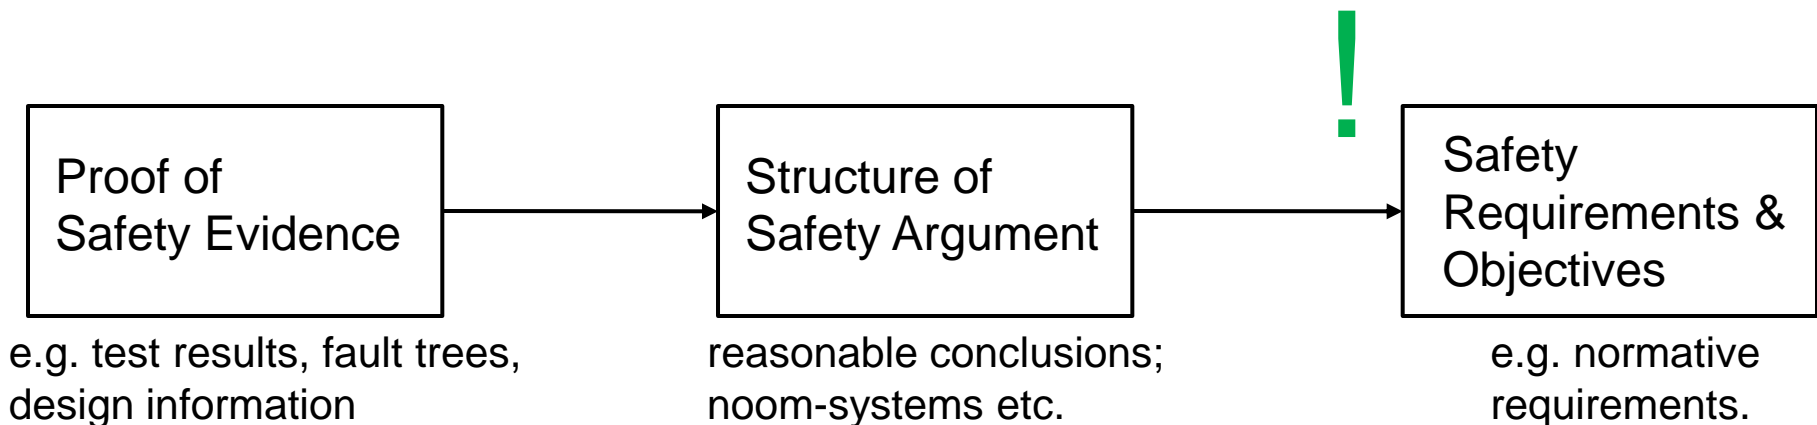 !
Proof of
Safety Evidence
Structure of
Safety Argument
Safety
Requirements &
Objectives
e.g. test results, fault trees,
design information
reasonable conclusions;
noom-systems etc.
e.g. normative
requirements.